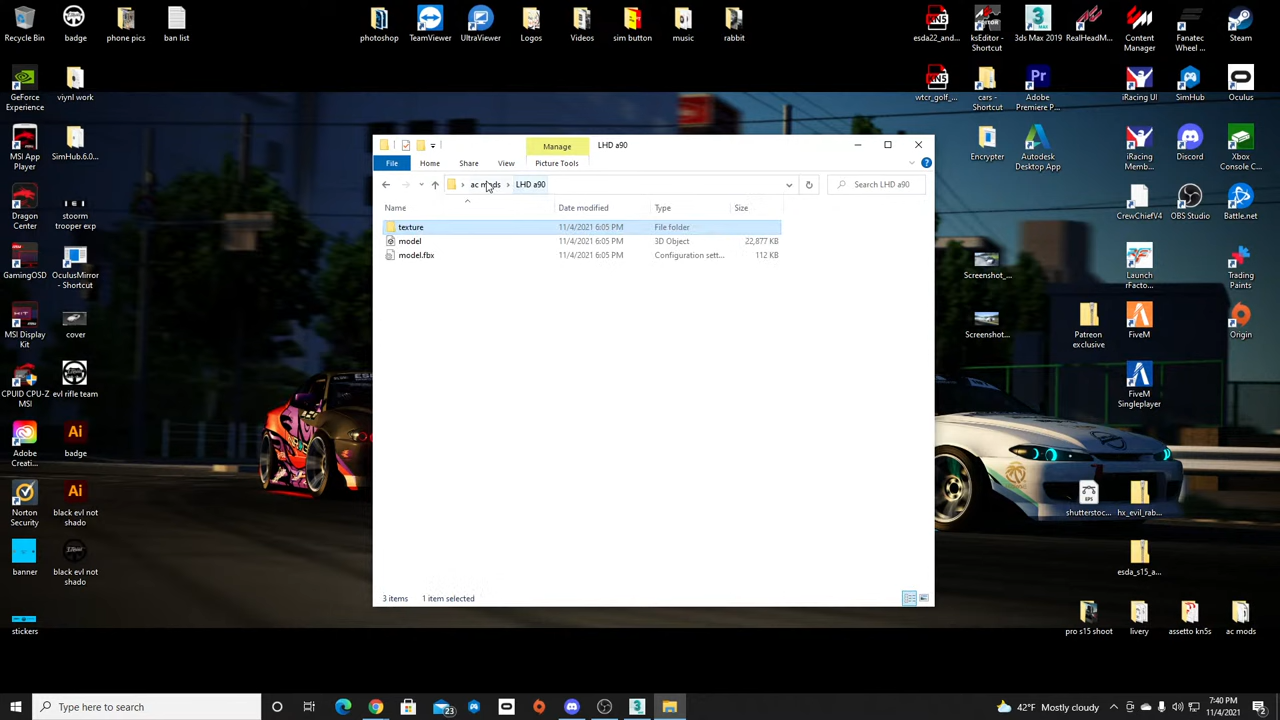 Recycle Bin
badge
phone pics
ban list
photoshop
TeamViewer
UltraViewer
Logos
Videos
sim button
music
rabbit
esda22_and...
ksEditor - Shortcut
3ds Max 2019
RealHeadM...
Content Manager
Fanatec Wheel ...
Steam
GeForce Experience
viynl work
wtcr_golf_...
cars - Shortcut
Adobe Premiere P...
iRacing UI
SimHub
Oculus
MSI App Player
SimHub.6.0...
Encrypter
Autodesk Desktop App
iRacing Memb...
Discord
Xbox Console C...
Dragon Center
stoorm trooper exp
CrewChiefV4
OBS Studio
Battle.net
GamingOSD
OculusMirror - Shortcut
Screenshot_...
Launch rFacto...
Trading Paints
MSI Display Kit
cover
Screenshot...
Patreon exclusive
FiveM
Origin
CPUID CPU-Z MSI
evl rifle team
FiveM Singleplayer
Adobe Creati...
badge
Norton Security
black evl not shado
shutterstoc...
hx_evil_rab...
banner
black evl not shado
esda_s15_a...
stickers
pro s15 shoot
livery
assetto kn5s
ac mods
Manage
LHD a90
File
Home
Share
View
Picture Tools
ac mods
LHD a90
Search LHD a90
Name
Date modified
Type
Size
texture
11/4/2021 6:05 PM
File folder
model
11/4/2021 6:05 PM
3D Object
22,877 KB
model.fbx
11/4/2021 6:05 PM
Configuration sett...
112 KB
3 items
1 item selected
Type here to search
23
42°F Mostly cloudy
7:40 PM
11/4/2021
2